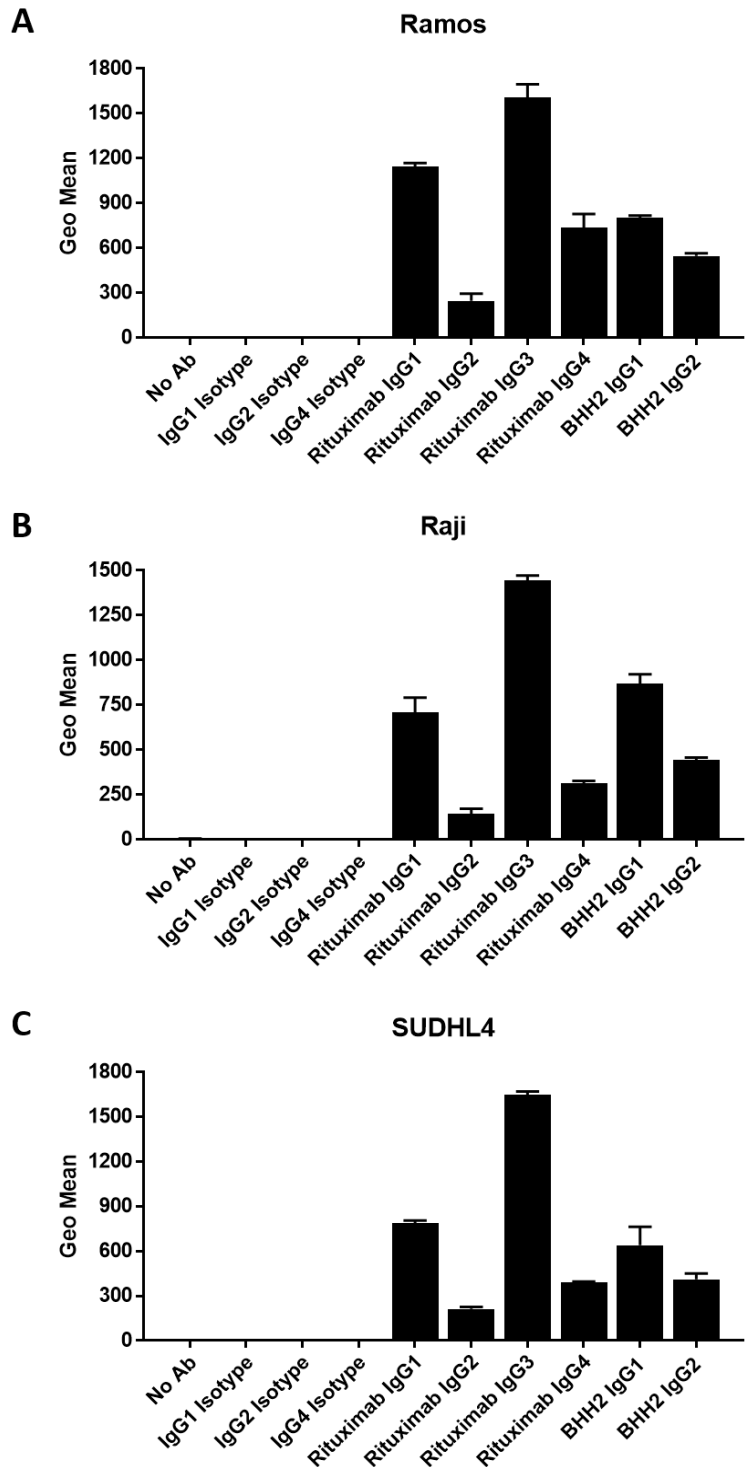 A
Ramos
Geo Mean
1800
1500
1200
900
600
300
0
No Ab
IgG1 Isotype
IgG2 Isotype
IgG4 Isotype
Rituximab IgG1
Rituximab IgG2
Rituximab IgG3
Rituximab IgG4
BHH2 IgG1
BHH2 IgG2
B
Raji
Geo Mean
1500
1250
1000
750
500
250
0
No Ab
IgG1 Isotype
IgG2 Isotype
IgG4 Isotype
Rituximab IgG1
Rituximab IgG2
Rituximab IgG3
Rituximab IgG4
BHH2 IgG1
BHH2 IgG2
C
SUDHL4
Geo Mean
1800
1500
1200
900
600
300
0
No Ab
IgG1 Isotype
IgG2 Isotype
IgG4 Isotype
Rituximab IgG1
Rituximab IgG2
Rituximab IgG3
Rituximab IgG4
BHH2 IgG1
BHH2 IgG2